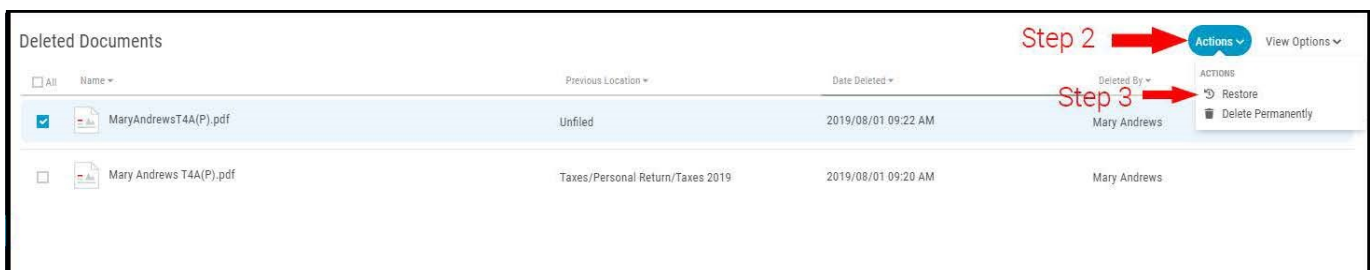 Deleted Documents Step 2 Actions View Options
All Name Previous Location Date Deleted Deleted By ACTIONS
Step 3 Restore
MaryAndrewsT4A(P).pdf Unfiled 2019/08/01 09:22 AM Mary Andrews Delete Permanently
Mary Andrews T4A(P).pdf Taxes/Personal Return/Taxes 2019 2019/08/01 09:20 AM Mary Andrews